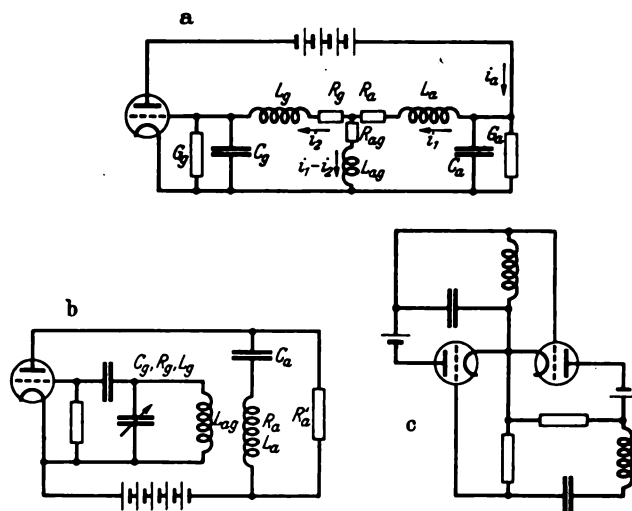 a
i_a
L_g R_g R_a L_a
i_2 R_ag i_1
G_g C_g i_1-i_2 L_ag C_a G_a
b
C_g, R_g, L_g C_a
L_ag R_a L_a R_a'
c